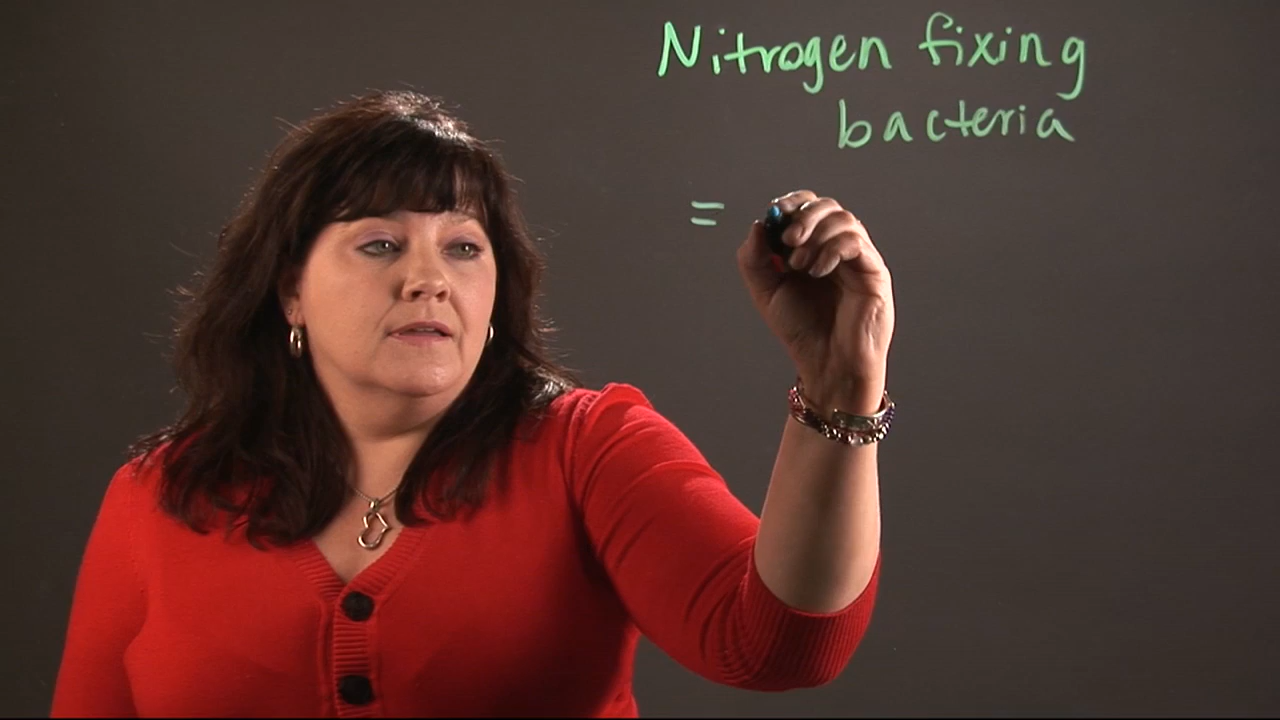 Nitrogen fixing
bacteria
=